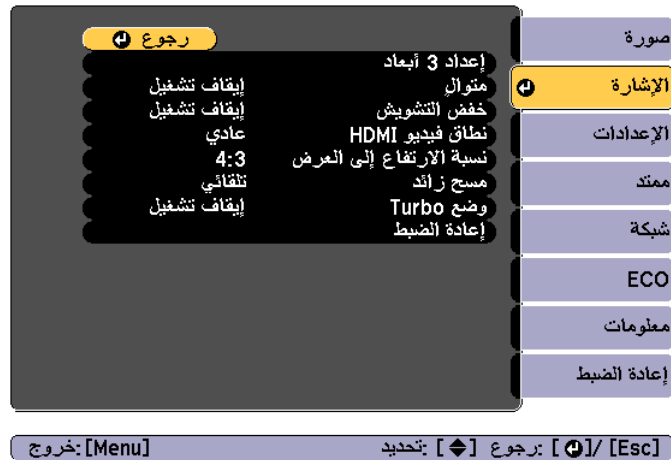 صورة
الإشارة
الإعدادات
ممتد
شبكة
ECO
معلومات
إعادة الضبط
رجوع
إعداد 3 أبعاد
متوالٍ إيقاف تشغيل
خفض التشويش إيقاف تشغيل
نطاق فيديو HDMI عادي
نسبة الارتفاع إلى العرض 4:3
مسح زائد تلقائي
وضع Turbo إيقاف تشغيل
إعادة الضبط
[Esc] /[ ] :رجوع [ ] :تحديد [Menu] :خروج